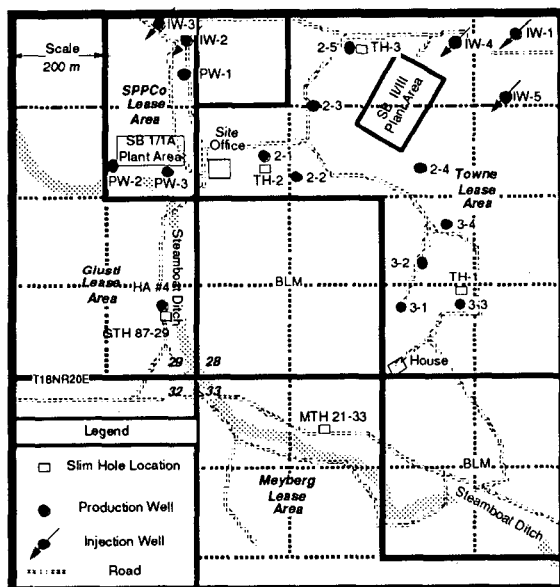 IW-3
IW-2
IW-1
IW-4
Scale
200 m
2-5
TH-3
PW-1
SPPCo
Lease
Area
SB II/III
Plant Area
IW-5
2-3
SB 1/1A
Plant Area
Site
Office
2-1
PW-2
PW-3
TH-2
2-2
2-4
Towne
Lease
Area
3-4
Steamboat Ditch
Giusti
Lease
Area
3-2
BLM
TH-1
HA #4
3-1
3-3
STH 87-29
29
28
House
T18NR20E
32
33
Legend
MTH 21-33
Slim Hole Location
BLM
Meyberg
Lease
Area
Steamboat Ditch
Production Well
Injection Well
Road